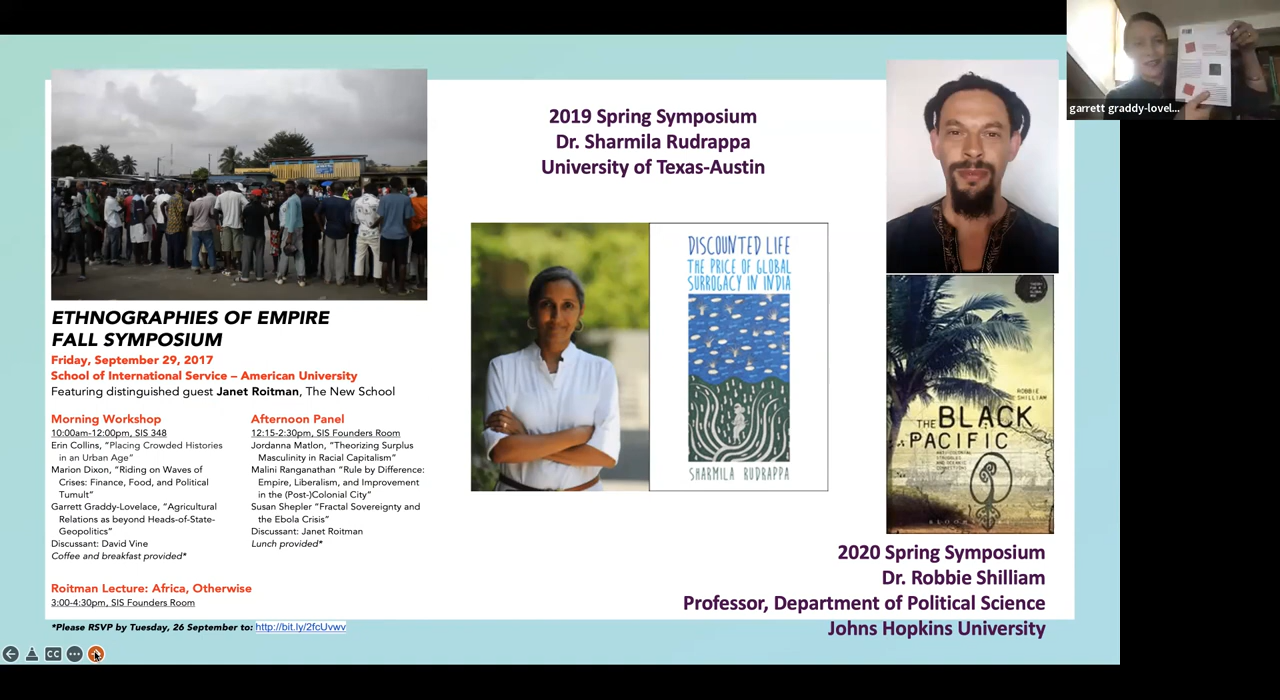 garrett graddy-lovel...
2019 Spring Symposium
Dr. Sharmila Rudrappa
University of Texas-Austin
DISCOUNTED LIFE
THE PRICE OF GLOBAL
SURROGACY IN INDIA
SHARMILA RUDRAPPA
ROBBIE
SHILLIAM
THE BLACK
PACIFIC
BLOOMSBURY
ETHNOGRAPHIES OF EMPIRE
FALL SYMPOSIUM
Friday, September 29, 2017
School of International Service – American University
Featuring distinguished guest Janet Roitman, The New School
Morning Workshop
10:00am-12:00pm, SIS 348
Erin Collins, “Placing Crowded Histories
in an Urban Age”
Marion Dixon, “Riding on Waves of
Crises: Finance, Food, and Political
Tumult”
Garrett Graddy-Lovelace, “Agricultural
Relations as beyond Heads-of-State-
Geopolitics”
Discussant: David Vine
Coffee and breakfast provided*
Afternoon Panel
12:15-2:30pm, SIS Founders Room
Jordanna Matlon, “Theorizing Surplus
Masculinity in Racial Capitalism”
Malini Ranganathan “Rule by Difference:
Empire, Liberalism, and Improvement
in the (Post-)Colonial City”
Susan Shepler “Fractal Sovereignty and
the Ebola Crisis”
Discussant: Janet Roitman
Lunch provided*
Roitman Lecture: Africa, Otherwise
3:00-4:30pm, SIS Founders Room
*Please RSVP by Tuesday, 26 September to: http://bit.ly/2fcUvwv
2020 Spring Symposium
Dr. Robbie Shilliam
Professor, Department of Political Science
Johns Hopkins University
CC